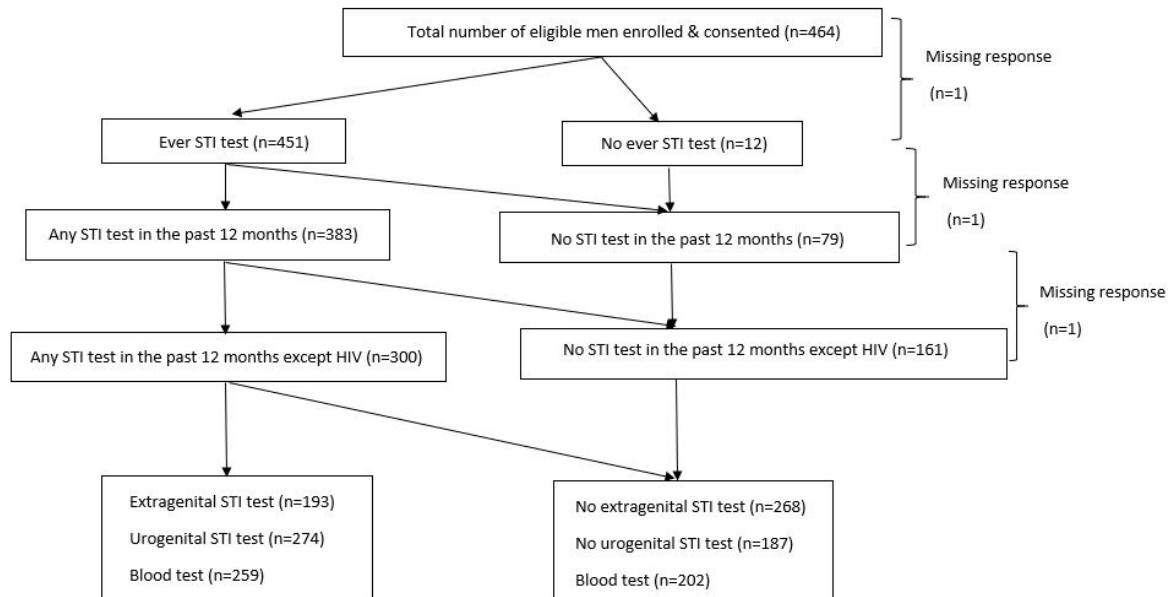 Total number of eligible men enrolled & consented (n=464)
Missing response
(n=1)
Ever STI test (n=451)
No ever STI test (n=12)
Missing response
(n=1)
Any STI test in the past 12 months (n=383)
No STI test in the past 12 months (n=79)
Missing response
(n=1)
Any STI test in the past 12 months except HIV (n=300)
No STI test in the past 12 months except HIV (n=161)
Extragenital STI test (n=193)
Urogenital STI test (n=274)
Blood test (n=259)
No extragenital STI test (n=268)
No urogenital STI test (n=187)
Blood test (n=202)